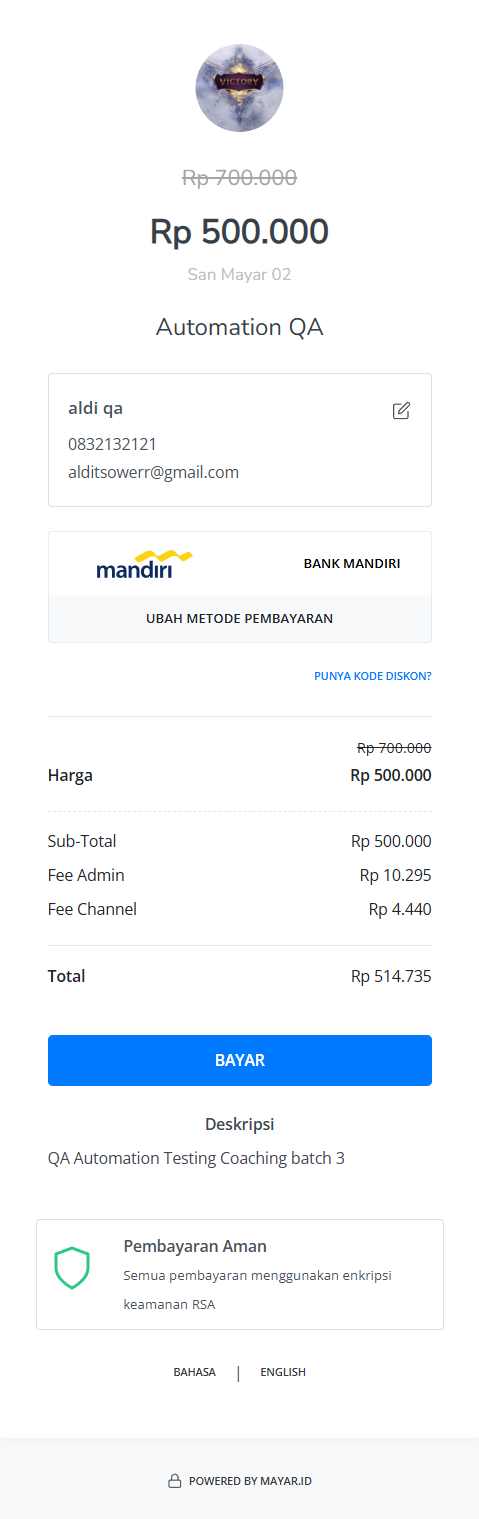 VICTORY
Rp 700.000
Rp 500.000
San Mayar 02
Automation QA
aldi qa
0832132121
alditsowerr@gmail.com
mandiri BANK MANDIRI
UBAH METODE PEMBAYARAN
PUNYA KODE DISKON?
Rp 700.000
Harga Rp 500.000
Sub-Total Rp 500.000
Fee Admin Rp 10.295
Fee Channel Rp 4.440
Total Rp 514.735
BAYAR
Deskripsi
QA Automation Testing Coaching batch 3
Pembayaran Aman
Semua pembayaran menggunakan enkripsi
keamanan RSA
BAHASA | ENGLISH
POWERED BY MAYAR.ID